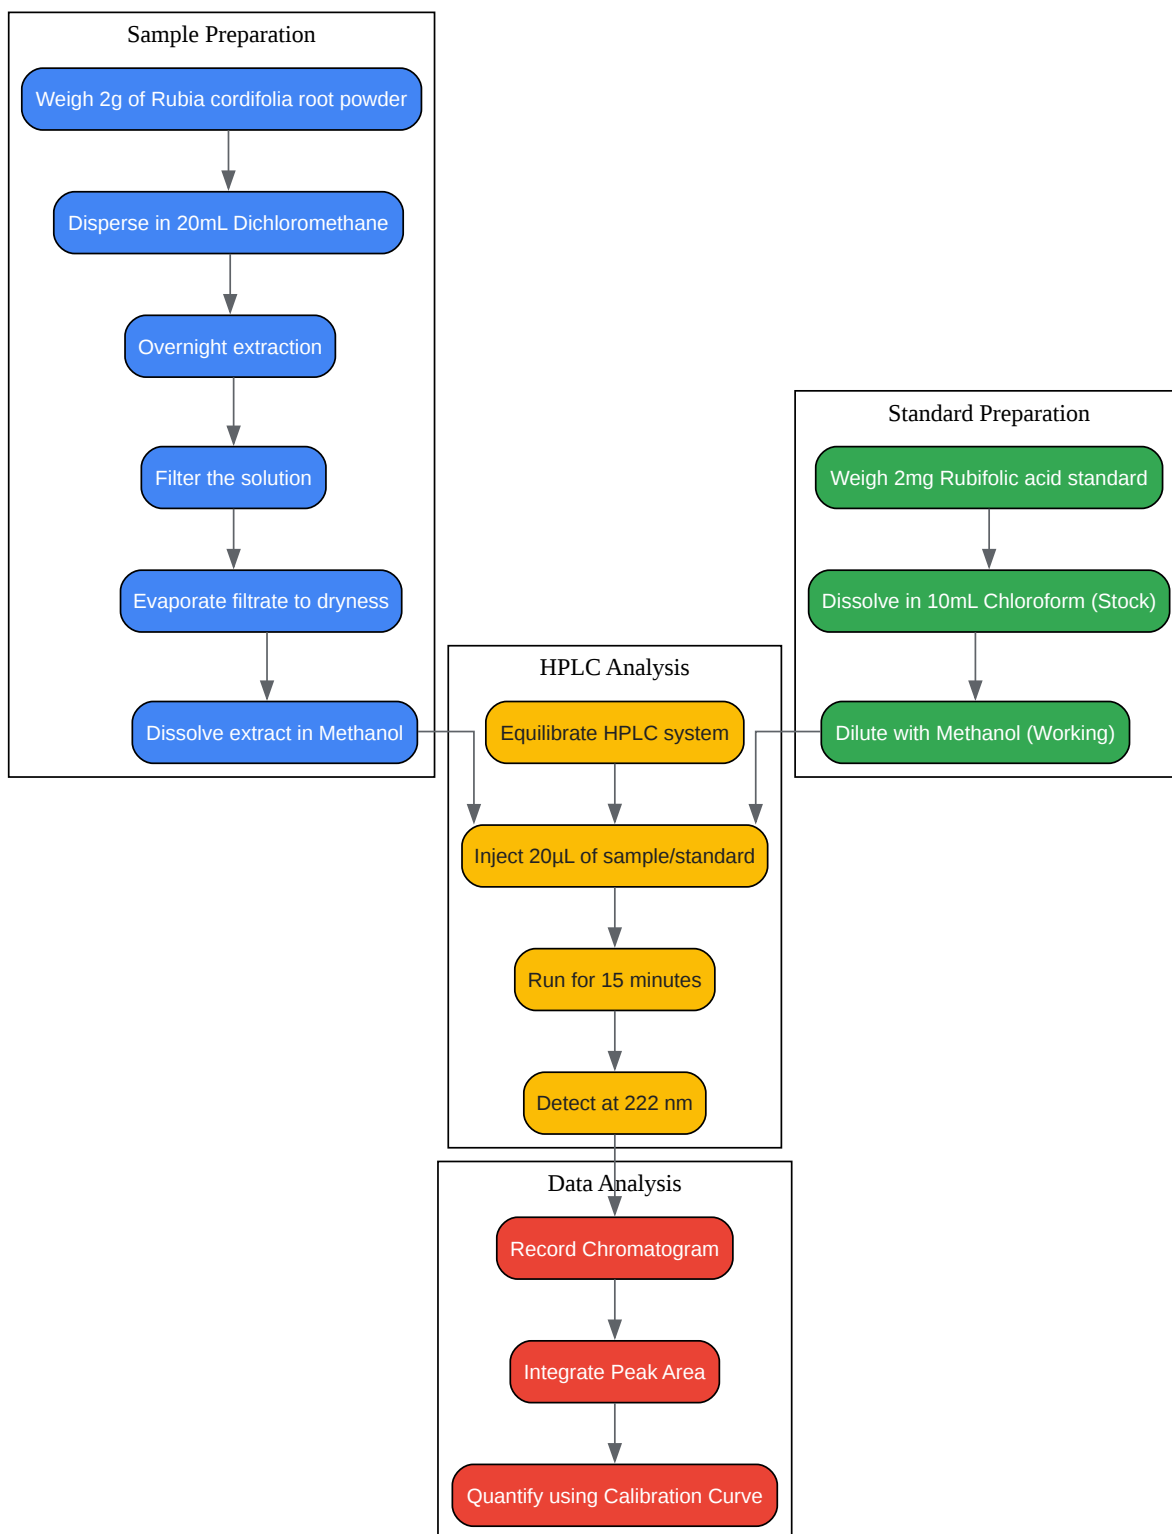 Sample Preparation
Weigh 2g of Rubia cordifolia root powder
Disperse in 20mL Dichloromethane
Overnight extraction
Filter the solution
Evaporate filtrate to dryness
Dissolve extract in Methanol
Standard Preparation
Weigh 2mg Rubifolic acid standard
Dissolve in 10mL Chloroform (Stock)
Dilute with Methanol (Working)
HPLC Analysis
Equilibrate HPLC system
Inject 20µL of sample/standard
Run for 15 minutes
Detect at 222 nm
Data Analysis
Record Chromatogram
Integrate Peak Area
Quantify using Calibration Curve